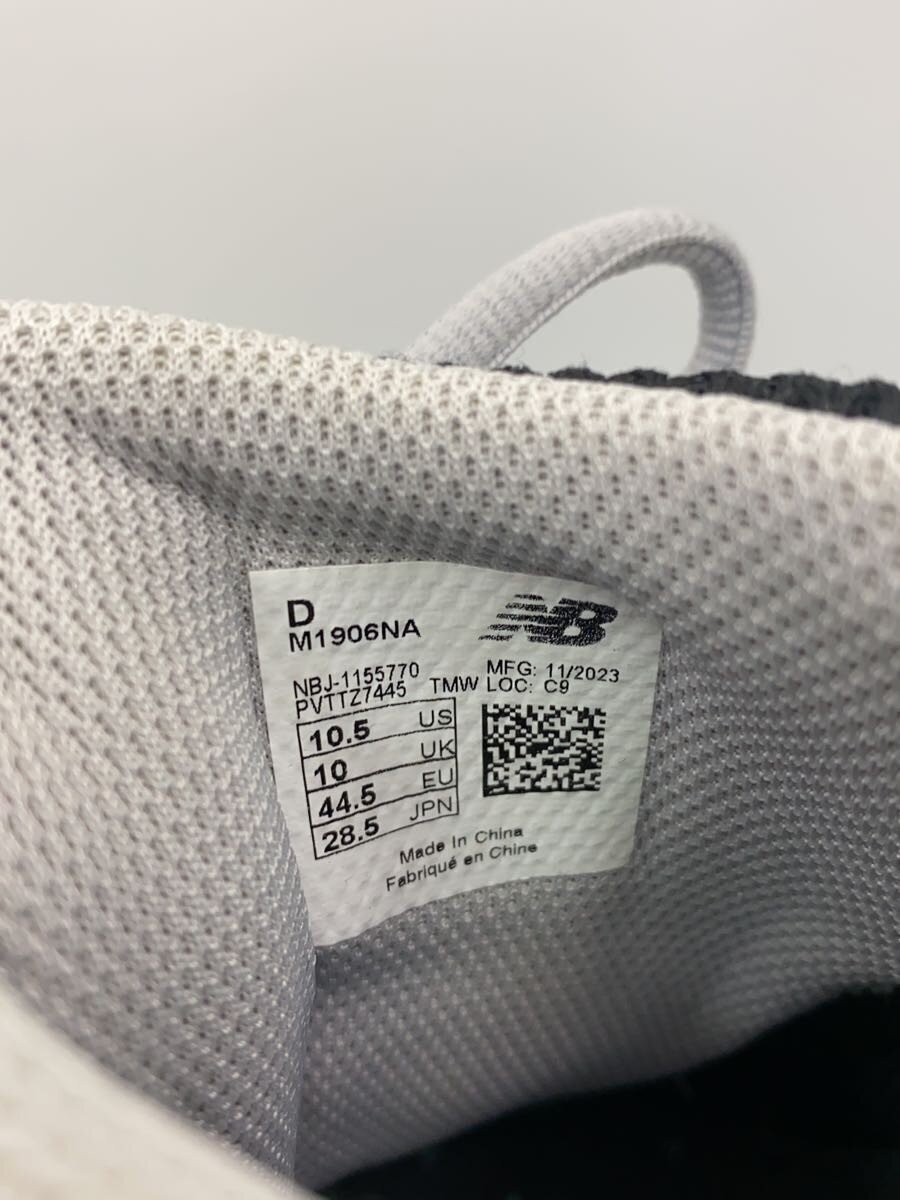 D
NB
M1906NA
NBJ-1155770 MFG: 11/2023
PVTTZ7445 TMW LOC: C9
10.5 US
10 UK
44.5 EU
28.5 JPN
Made In China
Fabriqué en Chine